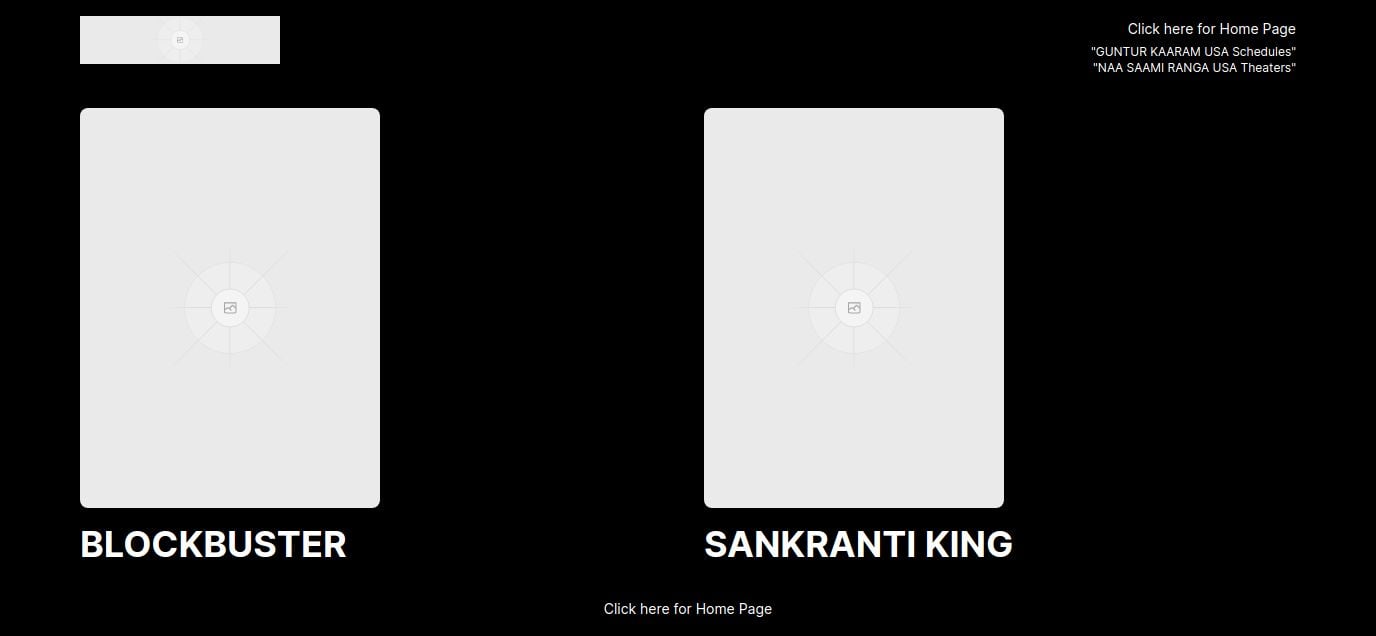 Click here for Home Page
"GUNTUR KAARAM USA Schedules"
"NAA SAAMI RANGA USA Theaters"
BLOCKBUSTER
SANKRANTI KING
Click here for Home Page